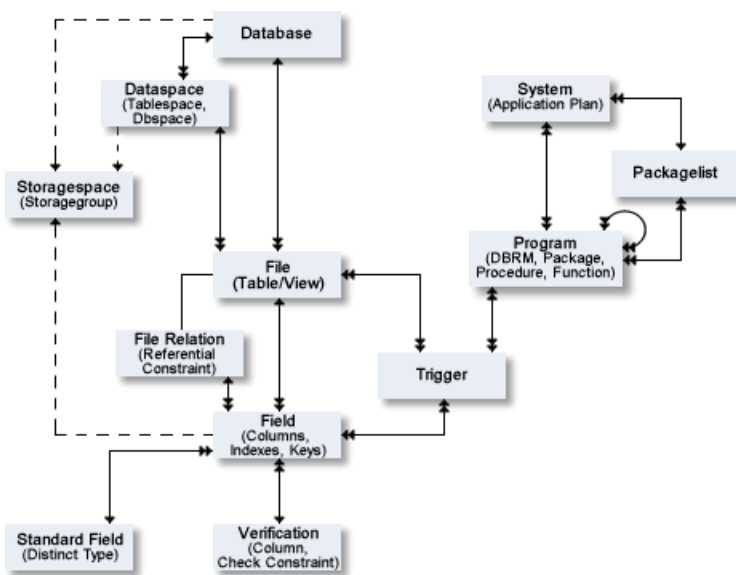 Database
Dataspace
(Tablespace,
Dbspace)
System
(Application Plan)
Storagespace
(Storagegroup)
Packagelist
Program
(DBRM, Package,
Procedure, Function)
File
(Table/View)
File Relation
(Referential
Constraint)
Trigger
Field
(Columns,
Indexes, Keys)
Standard Field
(Distinct Type)
Verification
(Column,
Check Constraint)